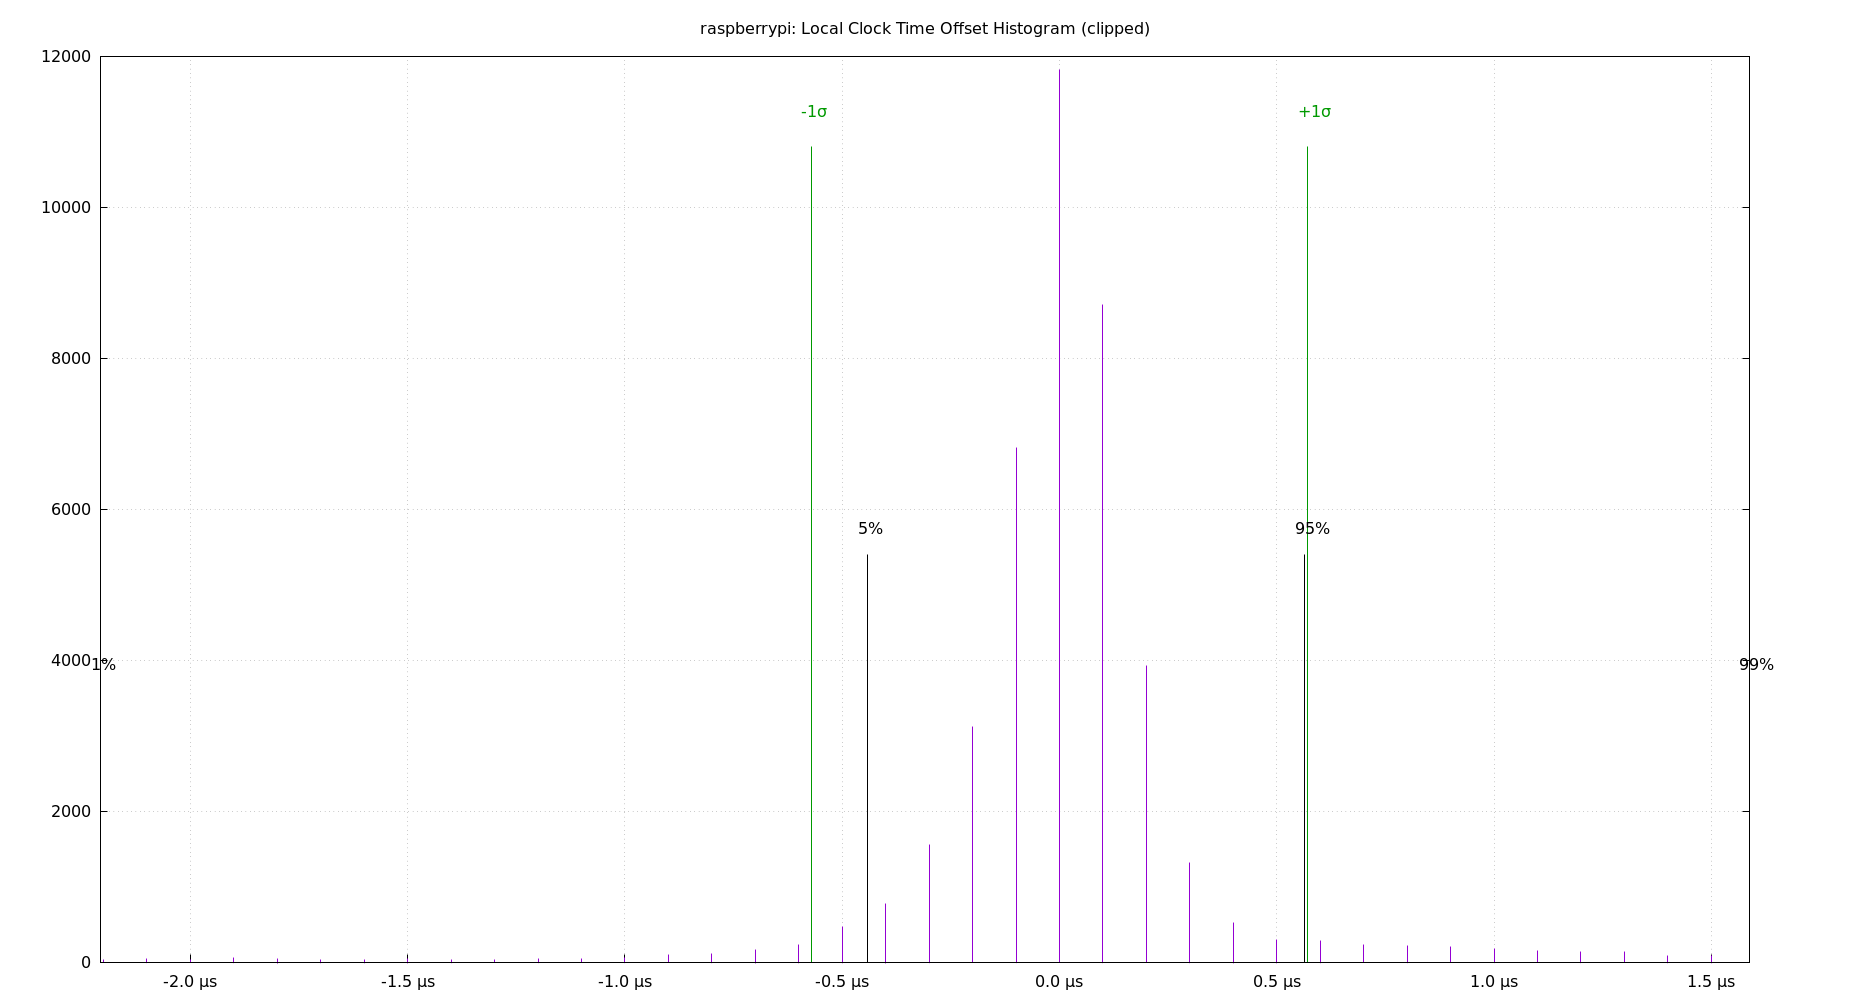 raspberrypi: Local Clock Time Offset Histogram (clipped)
12000
-1σ
+1σ
10000
8000
6000
5%
95%
4000
1%
99%
2000
0
-2.0 µs
-1.5 µs
-1.0 µs
-0.5 µs
0.0 µs
0.5 µs
1.0 µs
1.5 µs